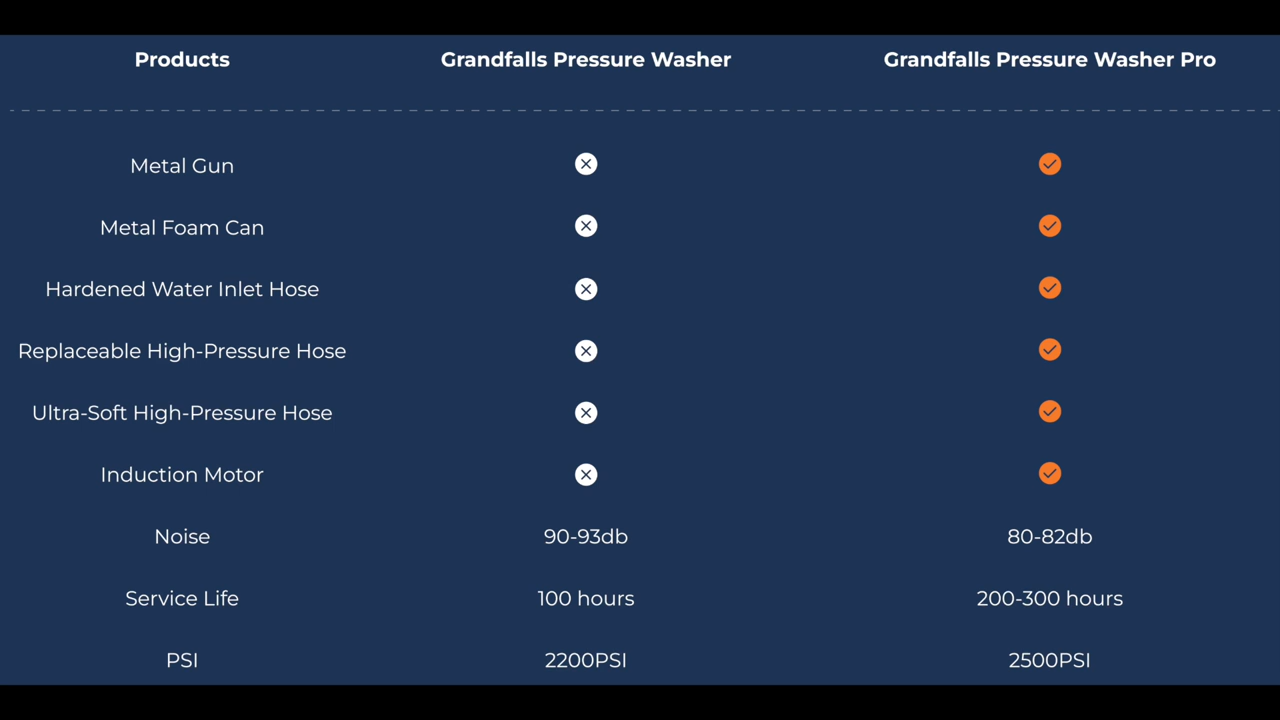 Products Grandfalls Pressure Washer Grandfalls Pressure Washer Pro
Metal Gun
Metal Foam Can
Hardened Water Inlet Hose
Replaceable High-Pressure Hose
Ultra-Soft High-Pressure Hose
Induction Motor
Noise 90-93db 80-82db
Service Life 100 hours 200-300 hours
PSI 2200PSI 2500PSI